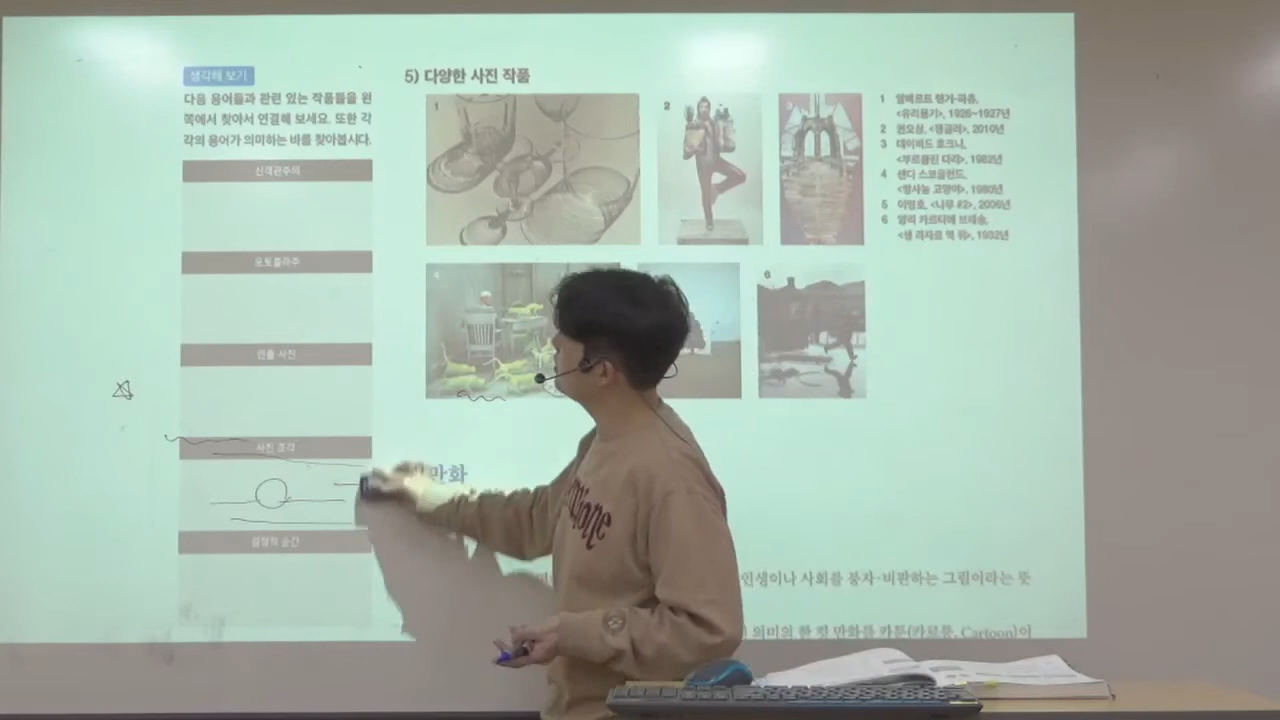 생각해 보기
다음 용어들과 관련 있는 작품들을 왼
쪽에서 찾아서 연결해 보세요. 또한 각
각의 용어가 의미하는 바를 찾아봅시다.
신객관주의
포토콜라주
연출 사진
사진 조각
결정적 순간
5) 다양한 사진 작품
1
2
3
4
6
1 알베르트 랭거-파츄,
<유리용기>, 1926~1927년
2 권오상, <앵글러>, 2010년
3 데이비드 호크니,
<부르클린 다리>, 1982년
4 샌디 스코글런드,
<방사능 고양이>, 1980년
5 이명호, <나무 #2>, 2006년
6 앙리 카르티에 브레송,
<생 라자르 역 뒤>, 1932년
만화
인생이나 사회를 풍자·비판하는 그림이라는 뜻
의미의 한 컷 만화를 카툰(카르통, Cartoon)이